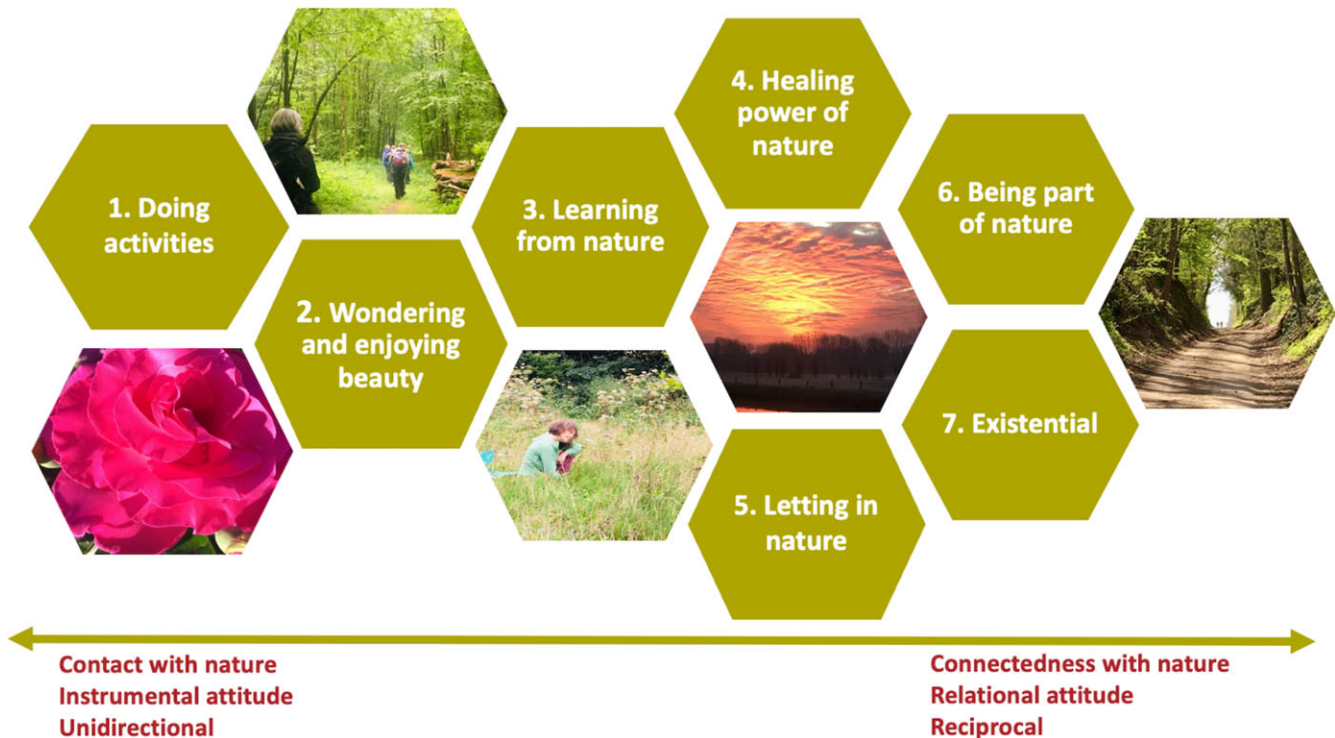 1. Doing
activities
2. Wondering
and enjoying
beauty
3. Learning
from nature
4. Healing
power of
nature
5. Letting in
nature
6. Being part
of nature
7. Existential
Contact with nature
Instrumental attitude
Unidirectional
Connectedness with nature
Relational attitude
Reciprocal